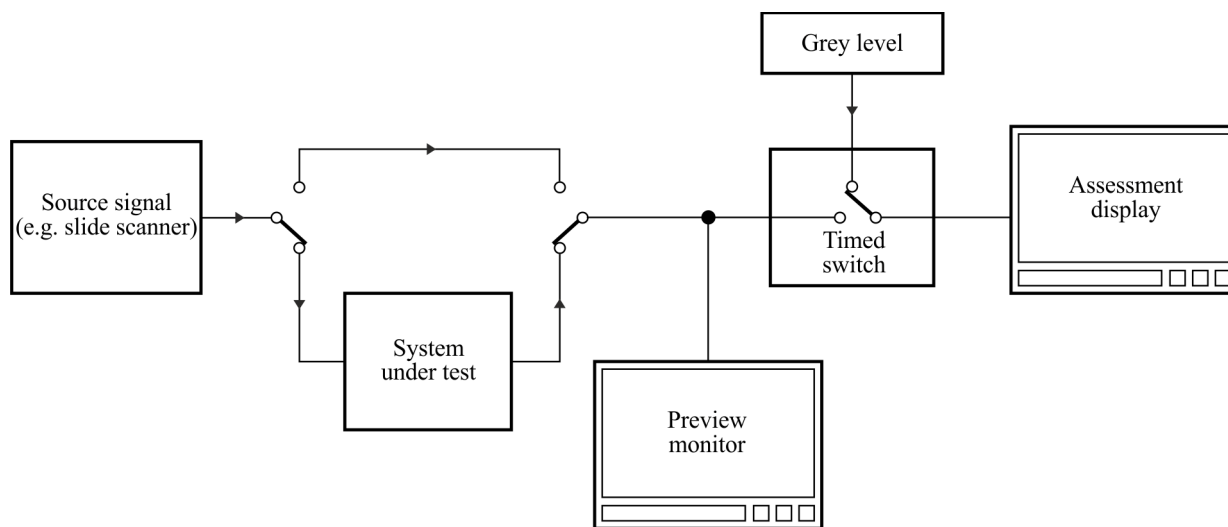 Grey level
Source signal
(e.g. slide scanner)
Assessment
display
Timed
switch
System
under test
Preview
monitor